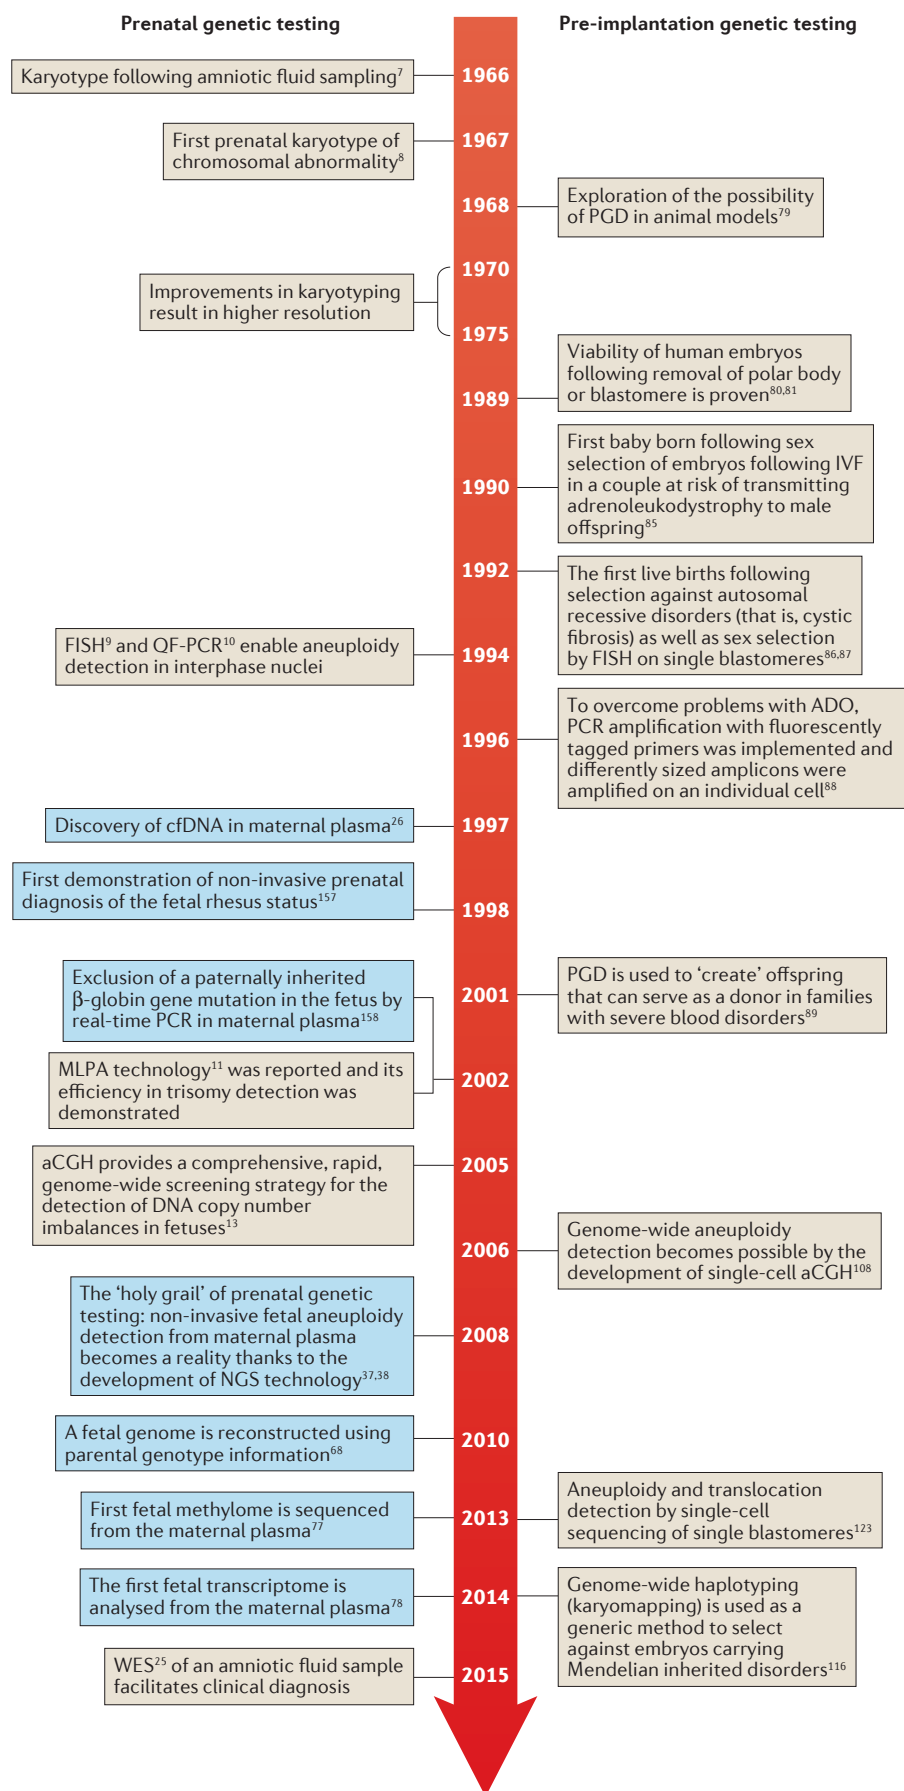 Prenatal genetic testing
Pre-implantation genetic testing
Karyotype following amniotic fluid sampling⁷
1966
First prenatal karyotype of
chromosomal abnormality⁸
1967
1968
Exploration of the possibility
of PGD in animal models⁷⁹
Improvements in karyotyping
result in higher resolution
1970
1975
1989
Viability of human embryos
following removal of polar body
or blastomere is proven⁸⁰,⁸¹
1990
First baby born following sex
selection of embryos following IVF
in a couple at risk of transmitting
adrenoleukodystrophy to male
offspring⁸⁵
1992
The first live births following
selection against autosomal
recessive disorders (that is, cystic
fibrosis) as well as sex selection
by FISH on single blastomeres⁸⁶,⁸⁷
FISH⁹ and QF-PCR¹⁰ enable aneuploidy
detection in interphase nuclei
1994
1996
To overcome problems with ADO,
PCR amplification with fluorescently
tagged primers was implemented and
differently sized amplicons were
amplified on an individual cell⁸⁸
Discovery of cfDNA in maternal plasma²⁶
1997
First demonstration of non-invasive prenatal
diagnosis of the fetal rhesus status¹⁵⁷
1998
Exclusion of a paternally inherited
β-globin gene mutation in the fetus by
real-time PCR in maternal plasma¹⁵⁸
2001
PGD is used to ‘create’ offspring
that can serve as a donor in families
with severe blood disorders⁸⁹
MLPA technology¹¹ was reported and its
efficiency in trisomy detection was
demonstrated
2002
aCGH provides a comprehensive, rapid,
genome-wide screening strategy for the
detection of DNA copy number
imbalances in fetuses¹³
2005
2006
Genome-wide aneuploidy
detection becomes possible by the
development of single-cell aCGH¹⁰⁸
The ‘holy grail’ of prenatal genetic
testing: non-invasive fetal aneuploidy
detection from maternal plasma
becomes a reality thanks to the
development of NGS technology³⁷,³⁸
2008
A fetal genome is reconstructed using
parental genotype information⁶⁸
2010
First fetal methylome is sequenced
from the maternal plasma⁷⁷
2013
Aneuploidy and translocation
detection by single-cell
sequencing of single blastomeres¹²³
The first fetal transcriptome is
analysed from the maternal plasma⁷⁸
2014
Genome-wide haplotyping
(karyomapping) is used as a
generic method to select
against embryos carrying
Mendelian inherited disorders¹¹⁶
WES²⁵ of an amniotic fluid sample
facilitates clinical diagnosis
2015